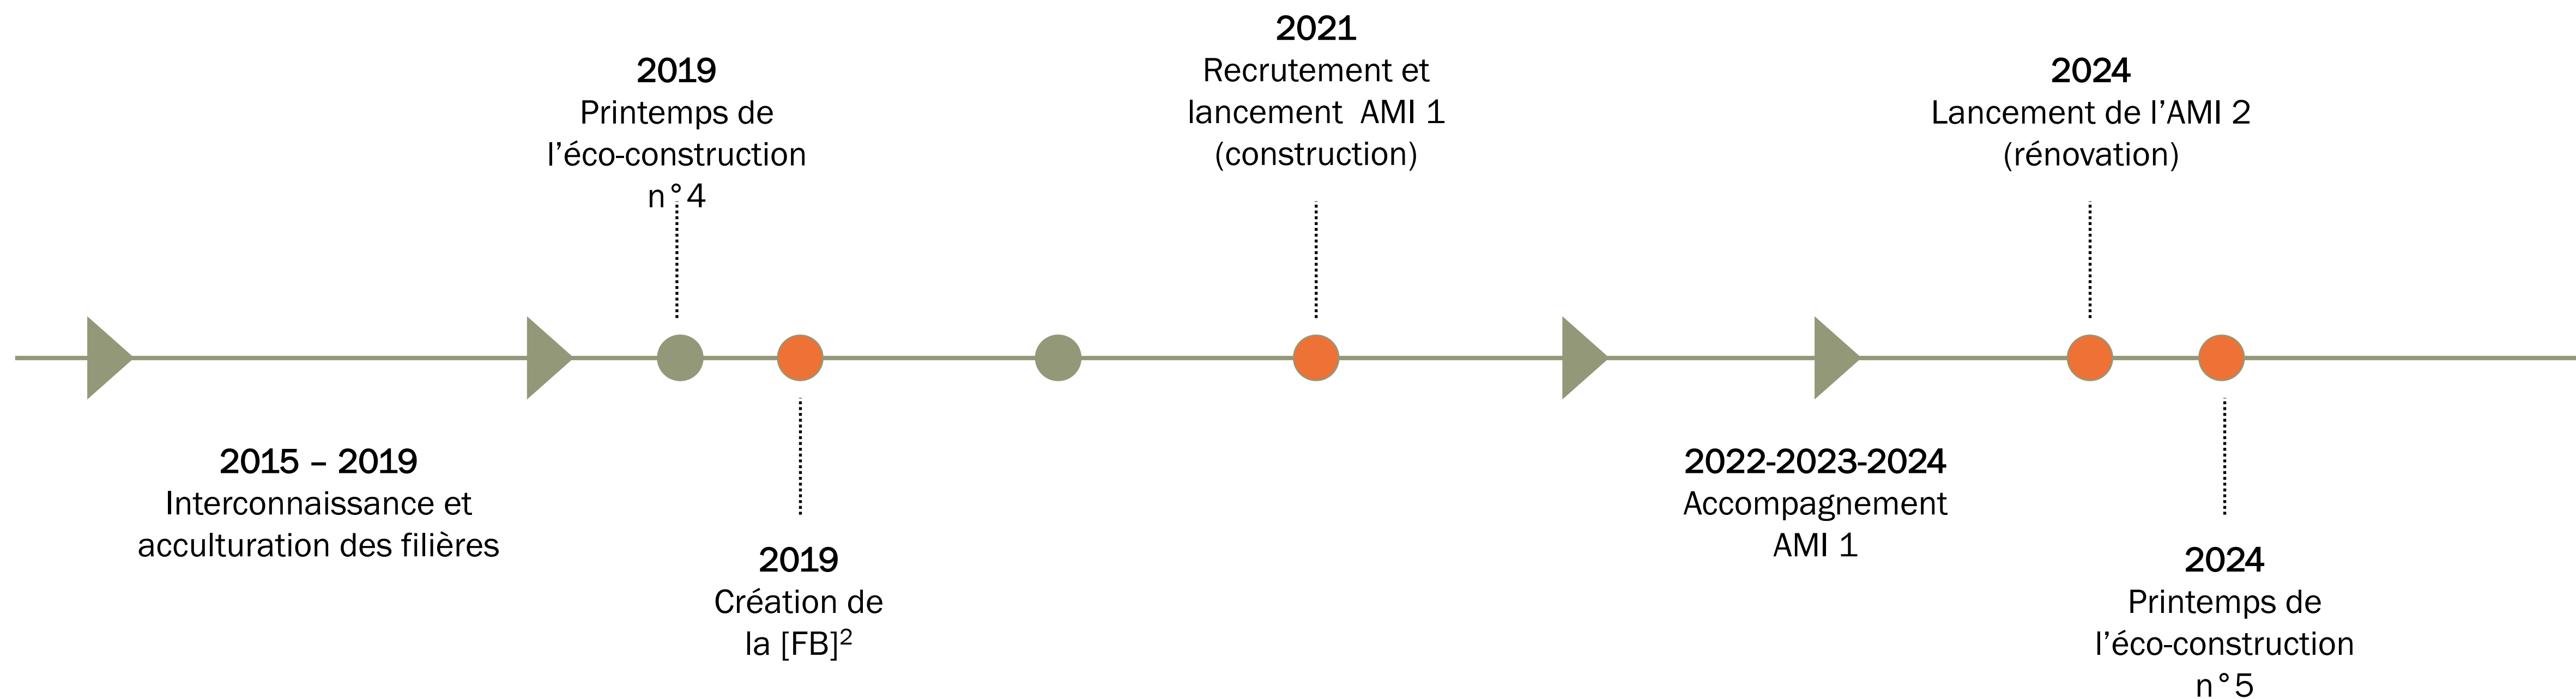 2015 – 2019
Interconnaissance et
acculturation des filières
2019
Printemps de
l’éco-construction
n°4
2019
Création de
la [FB]²
2021
Recrutement et
lancement  AMI 1
(construction)
2022-2023-2024
Accompagnement
AMI 1
2024
Lancement de l’AMI 2
(rénovation)
2024
Printemps de
l’éco-construction
n°5